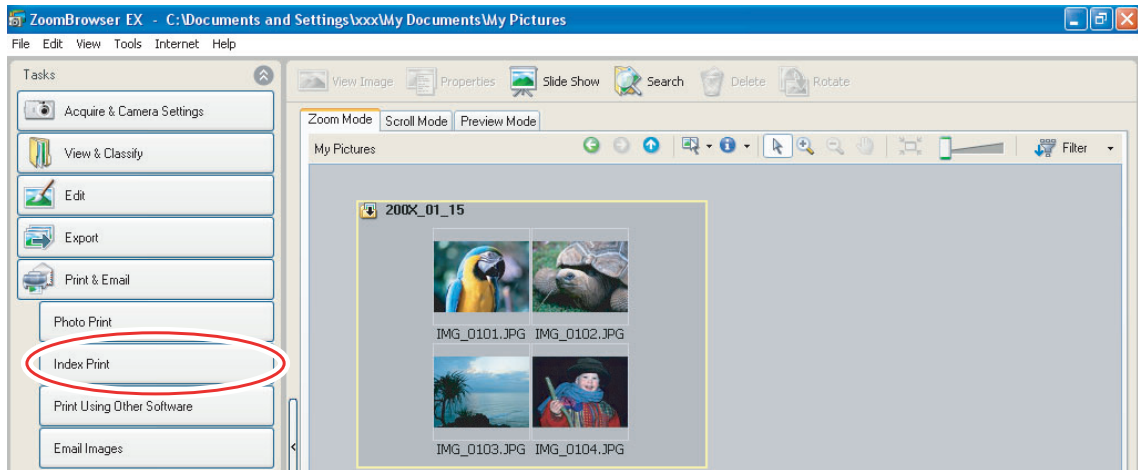 ZoomBrowser EX - C:\Documents and Settings\xxx\My Documents\My Pictures
File Edit View Tools Internet Help
Tasks
Acquire & Camera Settings
View & Classify
Edit
Export
Print & Email
Photo Print
Index Print
Print Using Other Software
Email Images
View Image Properties Slide Show Search Delete Rotate
Zoom Mode Scroll Mode Preview Mode
My Pictures Filter
200X_01_15
IMG_0101.JPG IMG_0102.JPG
IMG_0103.JPG IMG_0104.JPG